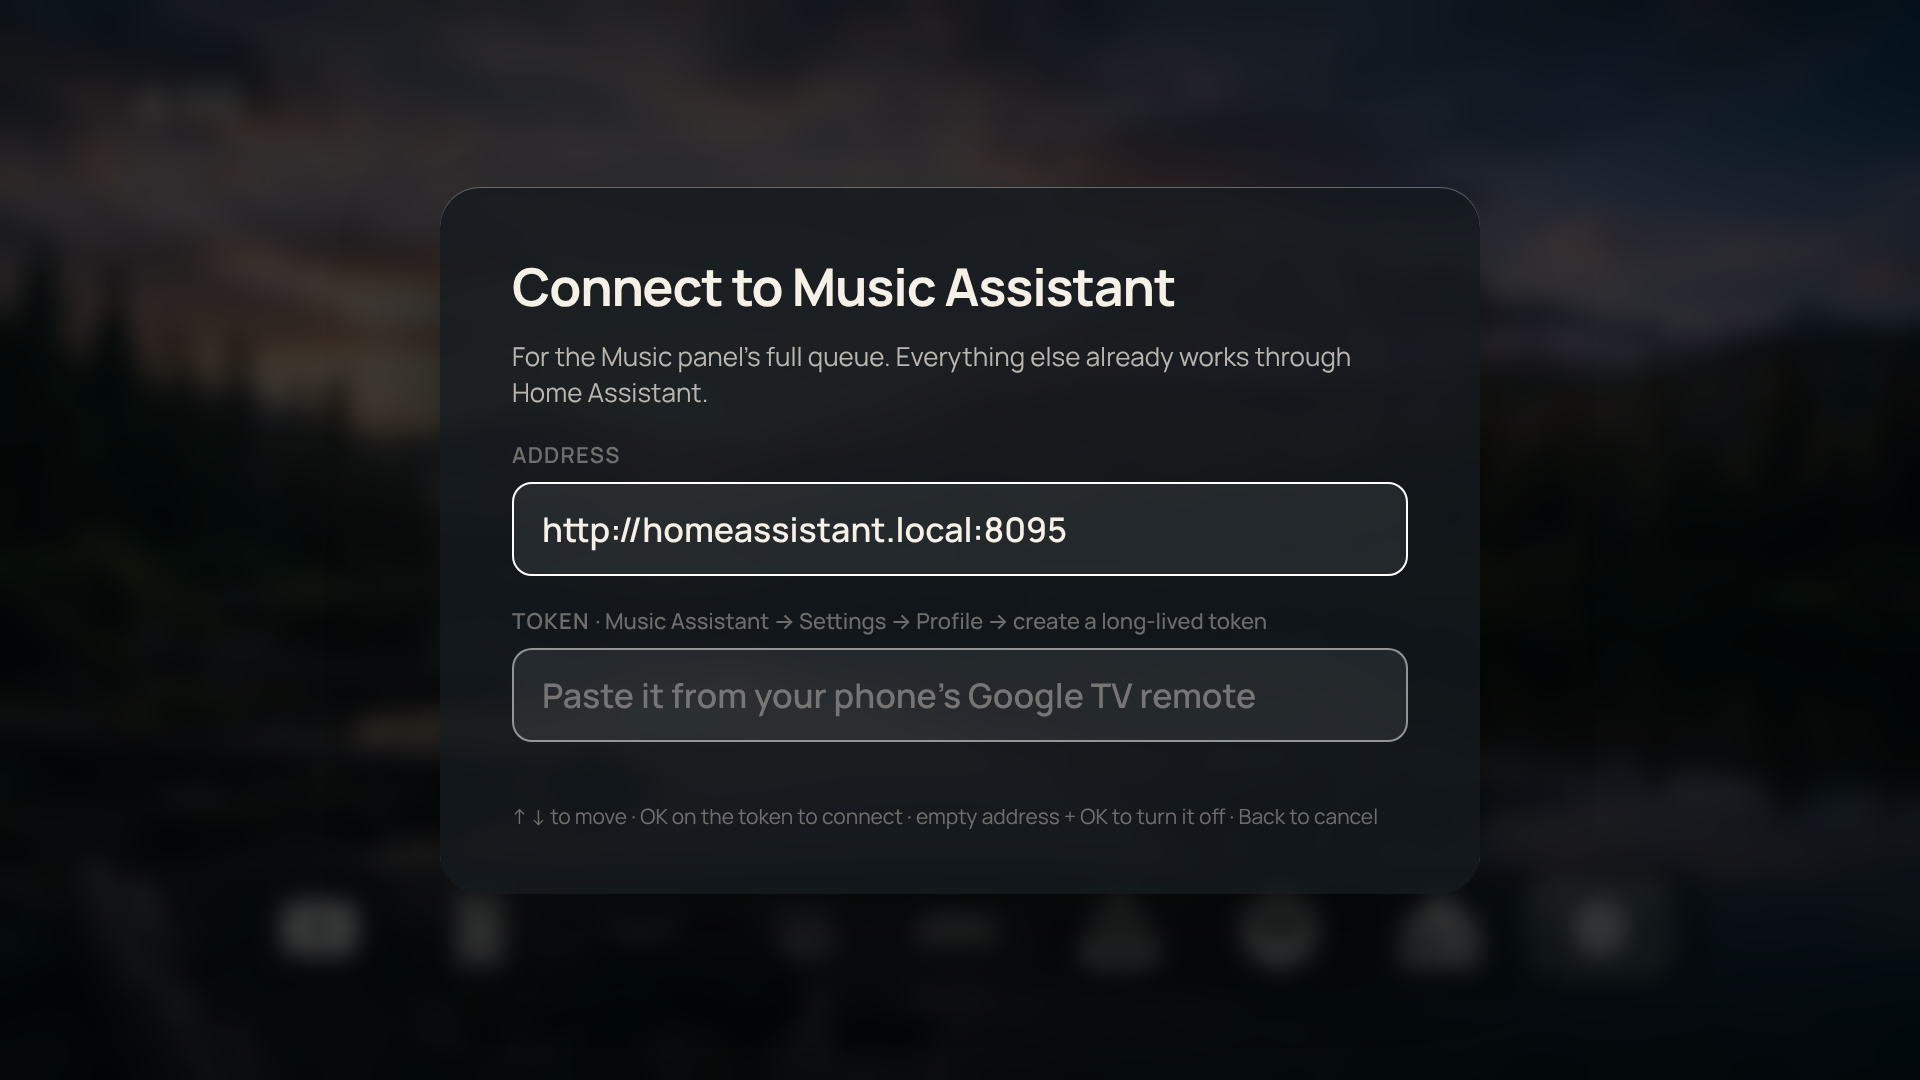 Connect to Music Assistant
For the Music panel’s full queue. Everything else already works through
Home Assistant.
ADDRESS
http://homeassistant.local:8095
TOKEN · Music Assistant → Settings → Profile → create a long-lived token
Paste it from your phone’s Google TV remote
↑ ↓ to move · OK on the token to connect · empty address + OK to turn it off · Back to cancel